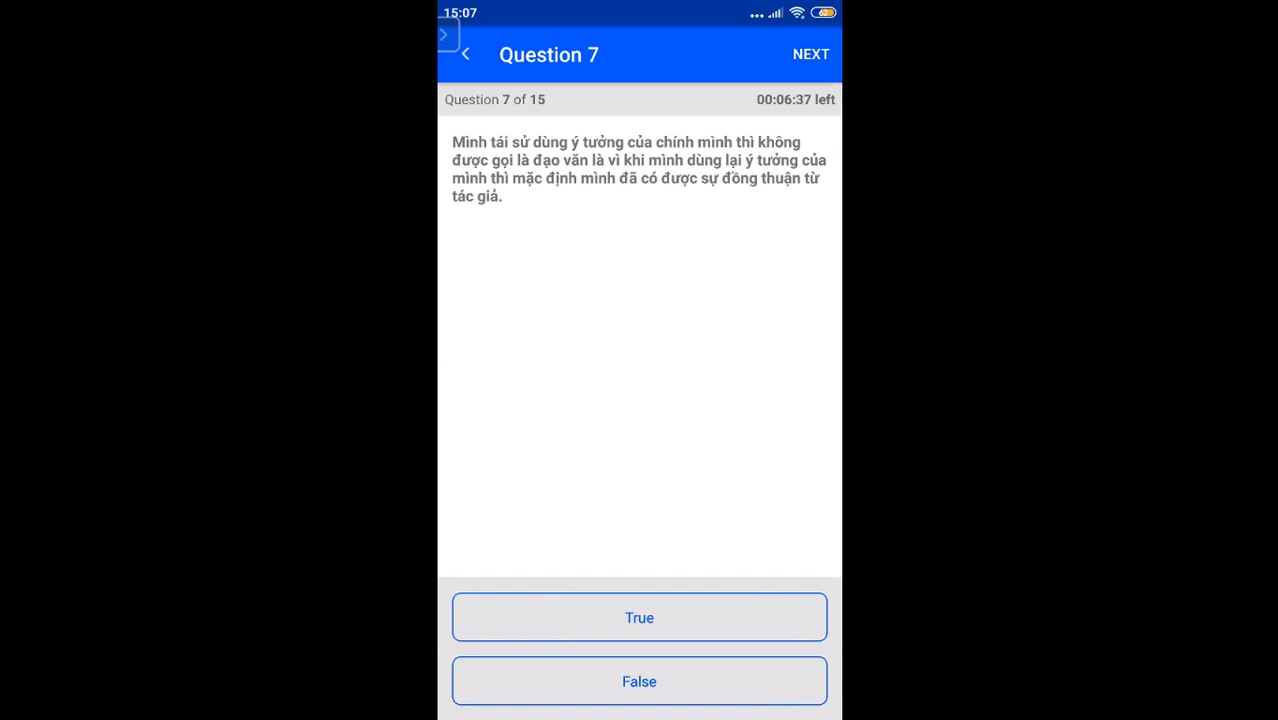 15:07
62
Question 7
NEXT
Question 7 of 15
00:06:37 left
Mình tái sử dùng ý tưởng của chính mình thì không
được gọi là đạo văn là vì khi mình dùng lại ý tưởng của
mình thì mặc định mình đã có được sự đồng thuận từ
tác giả.
True
False